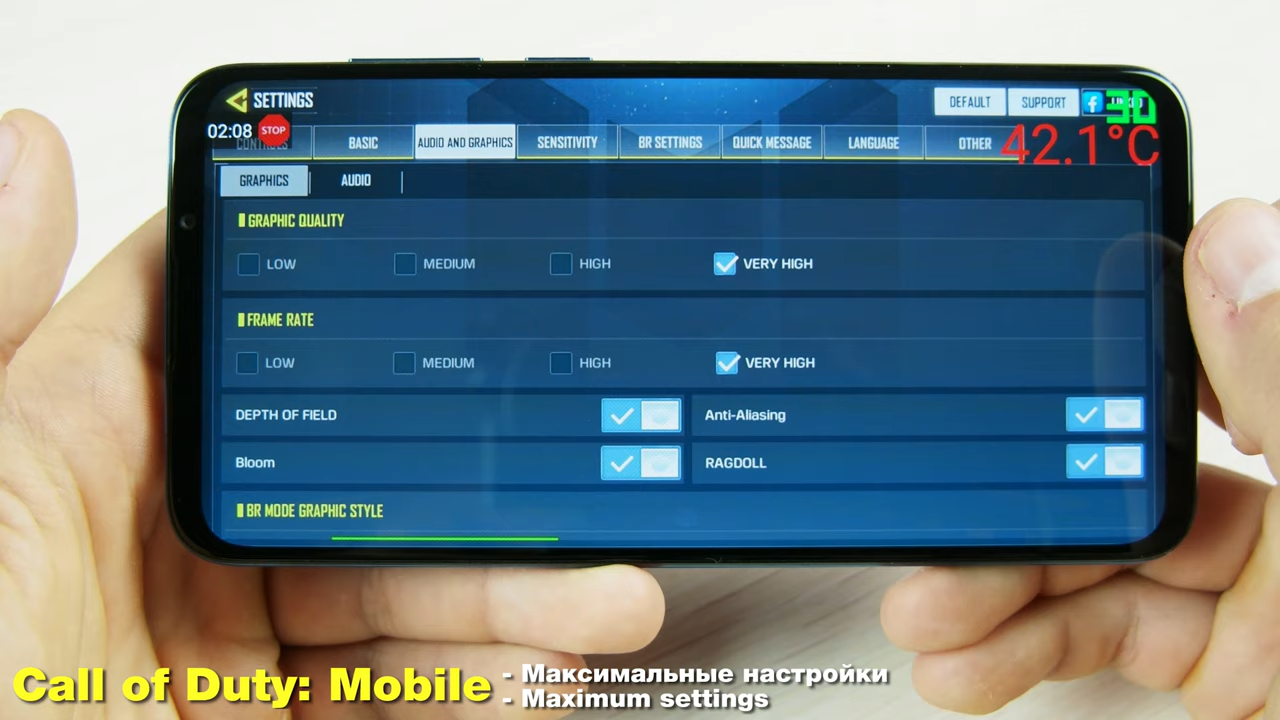 SETTINGS
DEFAULT
SUPPORT
02:08
STOP
CONTROLS
BASIC
AUDIO AND GRAPHICS
SENSITIVITY
BR SETTINGS
QUICK MESSAGE
LANGUAGE
OTHER
42.1°C
GRAPHICS
AUDIO
GRAPHIC QUALITY
LOW
MEDIUM
HIGH
VERY HIGH
FRAME RATE
LOW
MEDIUM
HIGH
VERY HIGH
DEPTH OF FIELD
Anti-Aliasing
Bloom
RAGDOLL
BR MODE GRAPHIC STYLE
Call of Duty: Mobile
- Максимальные настройки
- Maximum settings